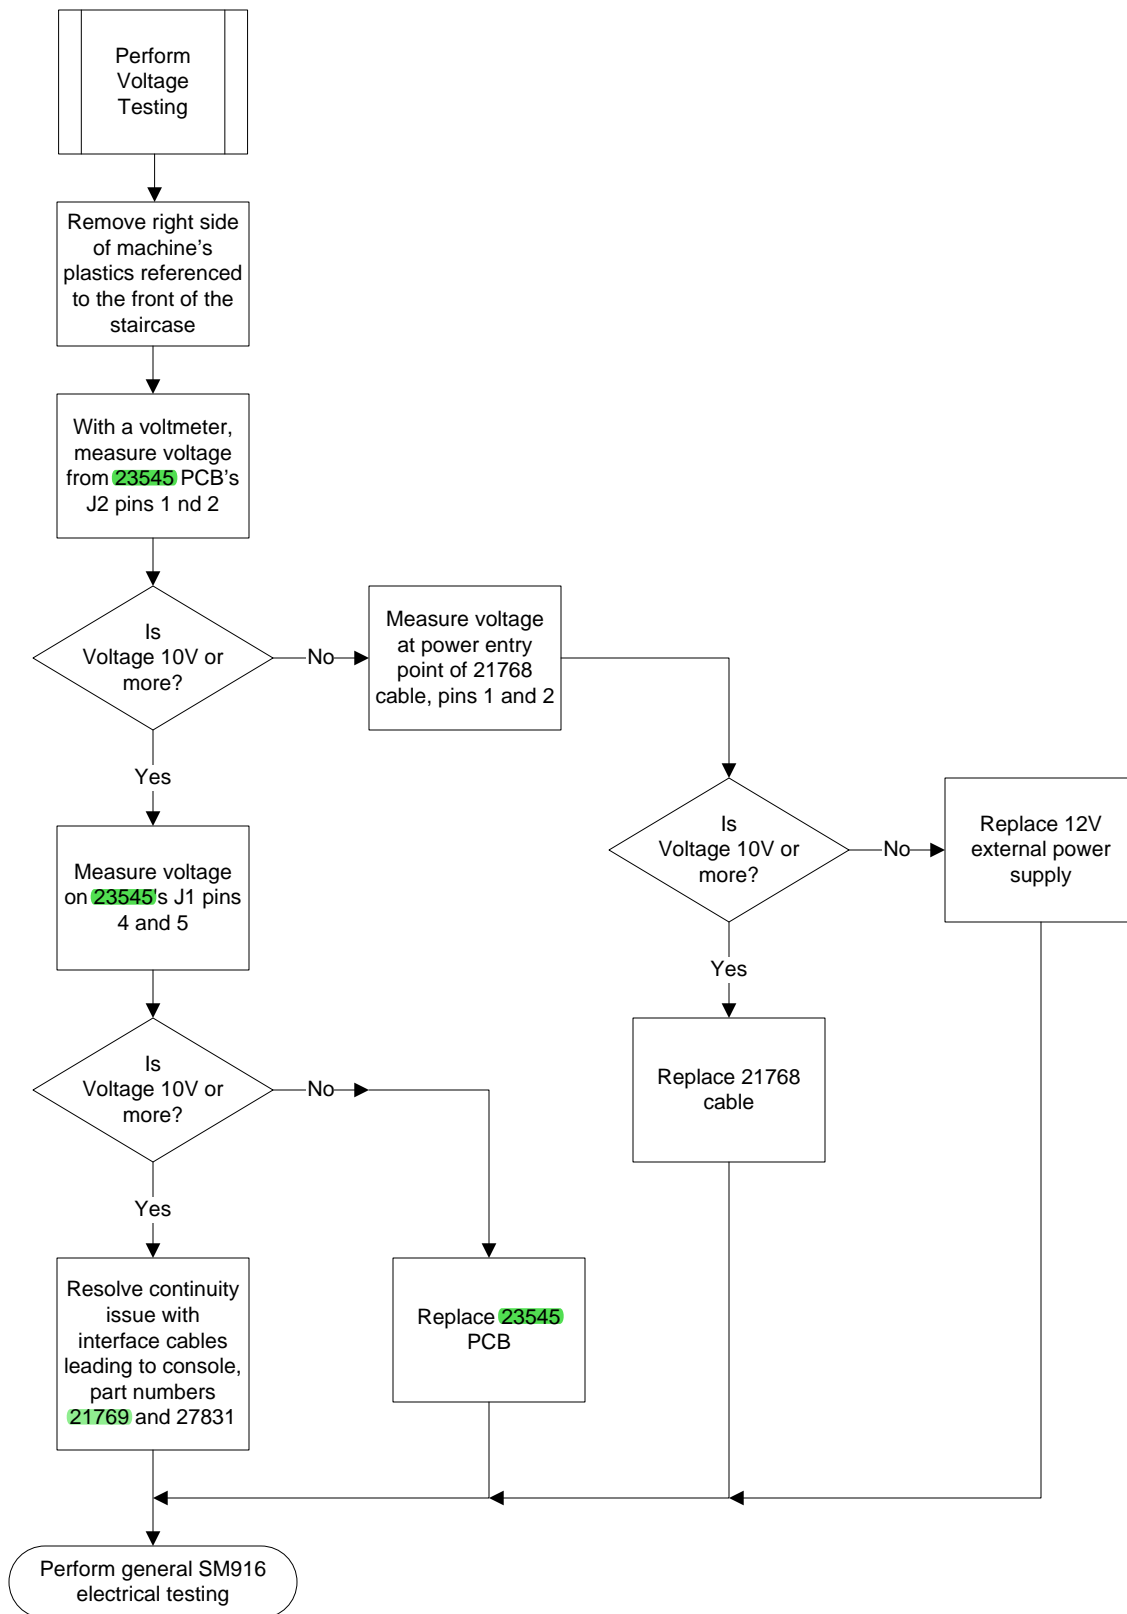 Perform
Voltage
Testing
Remove right side
of machine's
plastics referenced
to the front of the
staircase
With a voltmeter,
measure voltage
from 23545 PCB's
J2 pins 1 nd 2
Is
Voltage 10V or
more?
No
Measure voltage
at power entry
point of 21768
cable, pins 1 and 2
Yes
Is
Voltage 10V or
more?
No
Replace 12V
external power
supply
Measure voltage
on 23545's J1 pins
4 and 5
Yes
Replace 21768
cable
Is
Voltage 10V or
more?
No
Yes
Resolve continuity
issue with
interface cables
leading to console,
part numbers
21769 and 27831
Replace 23545
PCB
Perform general SM916
electrical testing